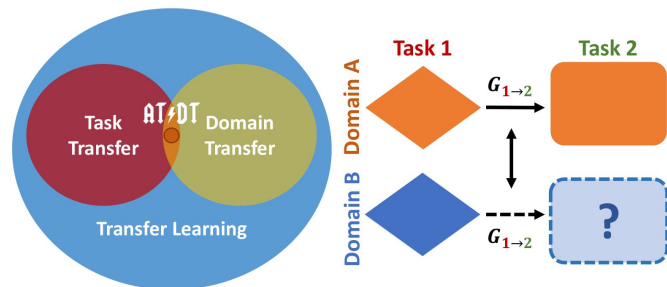 AT⚡DT
Task
Transfer
Domain
Transfer
Transfer Learning
Task 1
Task 2
Domain A
G1→2
Domain B
G1→2
?